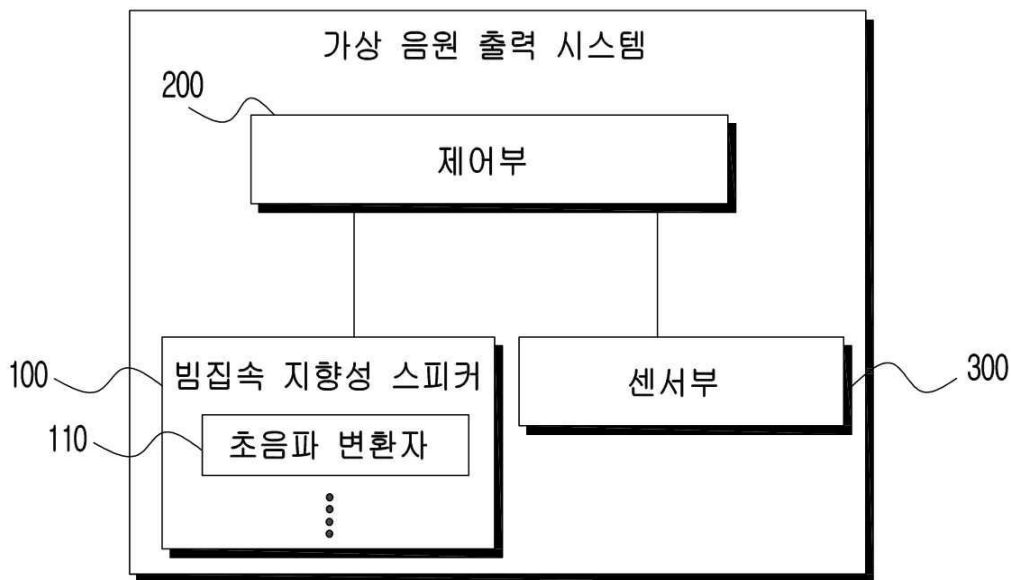 가상 음원 출력 시스템
200
제어부
100
빔집속 지향성 스피커
110
초음파 변환자
센서부
300